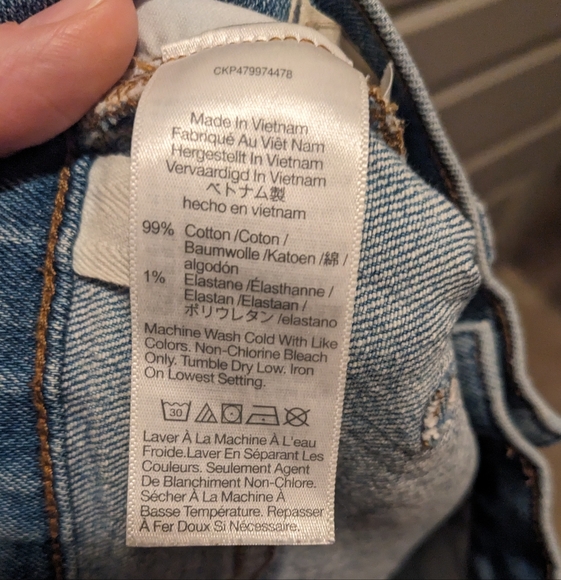 CKP479974478
Made In Vietnam
Fabriqué Au Viêt Nam
Hergestellt In Vietnam
Vervaardigd In Vietnam
ベトナム製
hecho en vietnam
99% Cotton /Coton /
Baumwolle /Katoen /綿 /
algodón
1% Elastane /Élasthanne /
Elastan /Elastaan /
ポリウレタン /elastano
Machine Wash Cold With Like
Colors. Non-Chlorine Bleach
Only. Tumble Dry Low. Iron
On Lowest Setting.
30
Laver À La Machine À L'eau
Froide.Laver En Séparant Les
Couleurs. Seulement Agent
De Blanchiment Non-Chlore.
Sécher À La Machine À
Basse Température. Repasser
À Fer Doux Si Nécessaire.